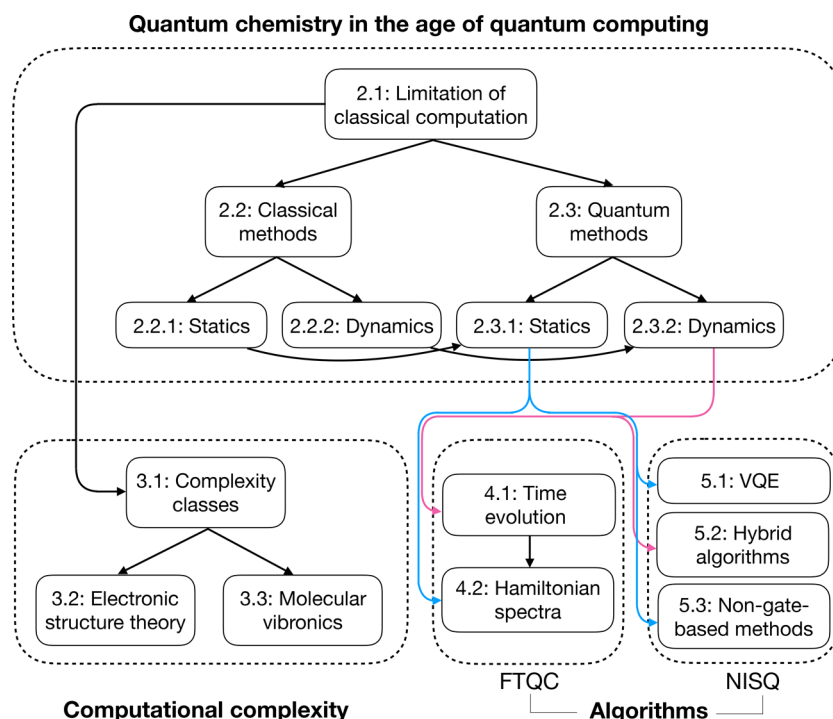 Quantum chemistry in the age of quantum computing
2.1: Limitation of
classical computation
2.2: Classical
methods
2.3: Quantum
methods
2.2.1: Statics
2.2.2: Dynamics
2.3.1: Statics
2.3.2: Dynamics
3.1: Complexity
classes
3.2: Electronic
structure theory
3.3: Molecular
vibronics
4.1: Time
evolution
4.2: Hamiltonian
spectra
5.1: VQE
5.2: Hybrid
algorithms
5.3: Non-gate-
based methods
FTQC
NISQ
Computational complexity
Algorithms